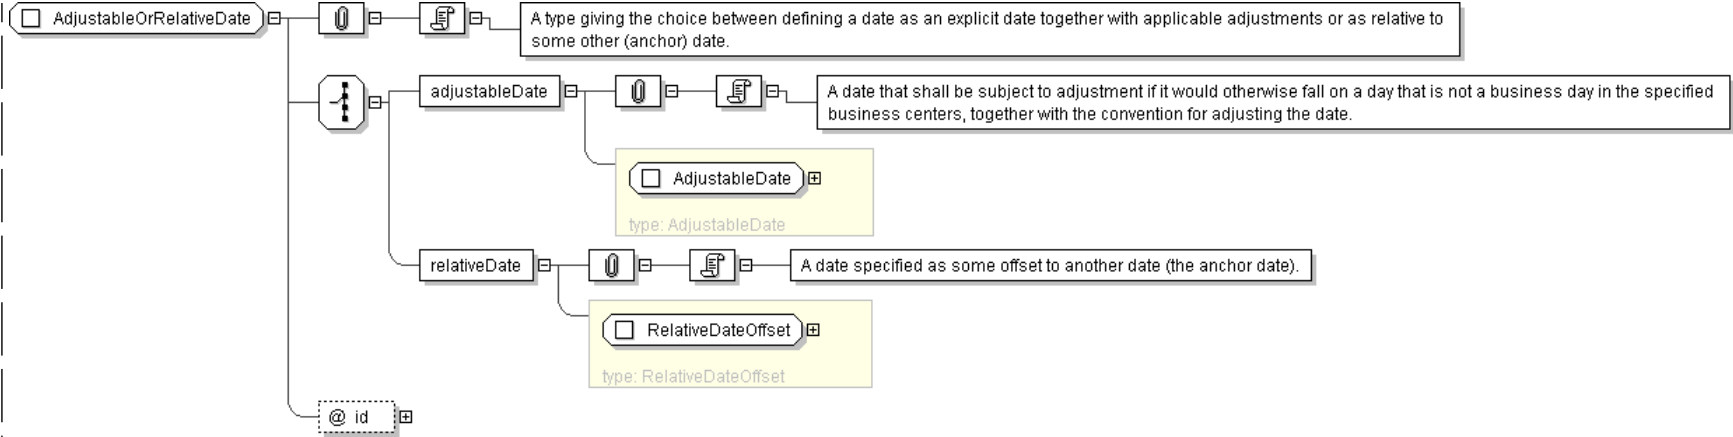 AdjustableOrRelativeDate
A type giving the choice between defining a date as an explicit date together with applicable adjustments or as relative to
some other (anchor) date.
adjustableDate
A date that shall be subject to adjustment if it would otherwise fall on a day that is not a business day in the specified
business centers, together with the convention for adjusting the date.
AdjustableDate
type: AdjustableDate
relativeDate
A date specified as some offset to another date (the anchor date).
RelativeDateOffset
type: RelativeDateOffset
@ id